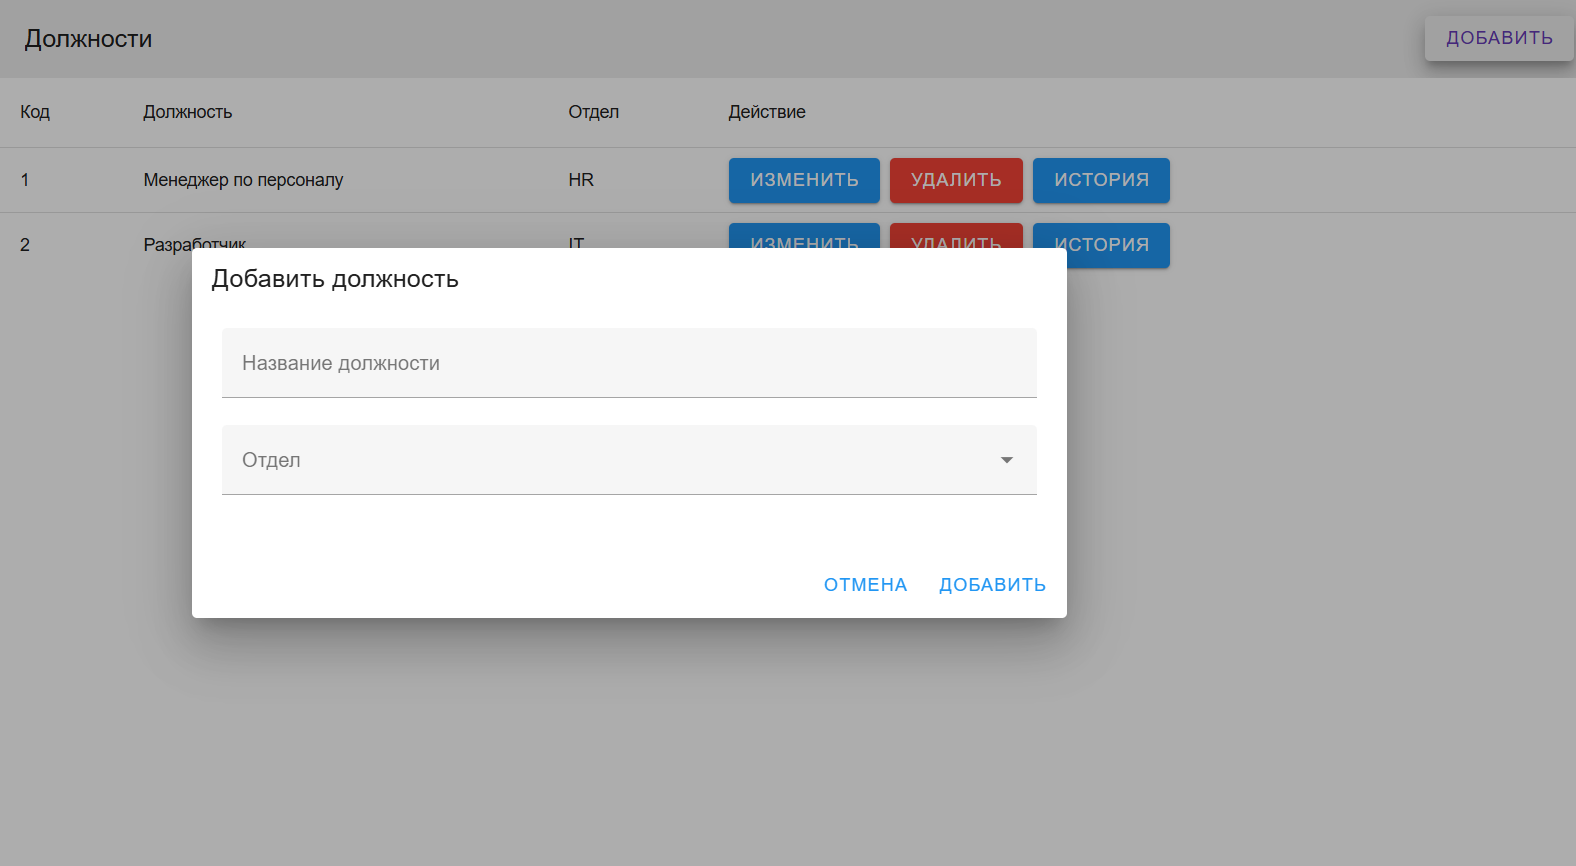 Должности ДОБАВИТЬ
Код Должность Отдел Действие
1 Менеджер по персоналу HR ИЗМЕНИТЬ УДАЛИТЬ ИСТОРИЯ
2 Разработчик IT ИЗМЕНИТЬ УДАЛИТЬ ИСТОРИЯ
Добавить должность
Название должности
Отдел
ОТМЕНА ДОБАВИТЬ